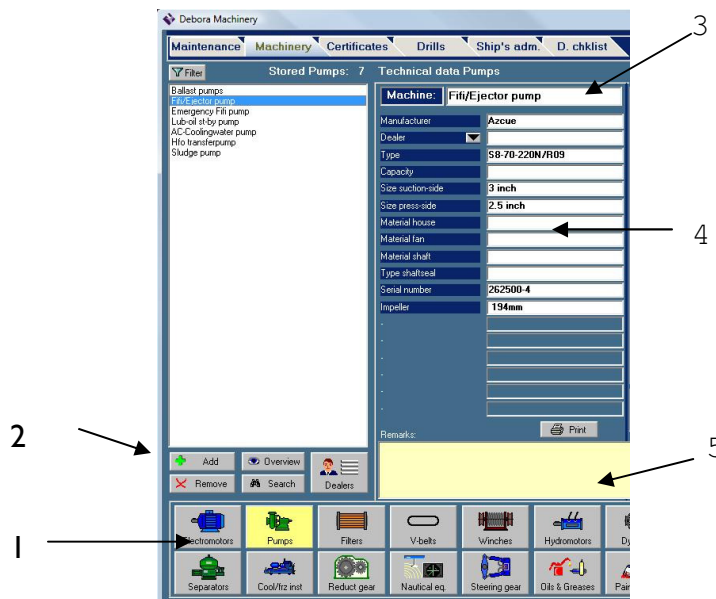 Debora Machinery
Maintenance Machinery Certificates Drills Ship's adm. D. chklist
3
Filter Stored Pumps: 7 Technical data Pumps
Ballast pumps
Fifi/Ejector pump
Emergency Fifi pump
Lub-oil st-by pump
AC-Coolingwater pump
Hfo transferpump
Sludge pump
Machine: Fifi/Ejector pump
Manufacturer Azcue
Dealer
Type S8-70-220N/R09
Capacity
Size suction-side 3 inch
Size press-side 2.5 inch
Material house
4
Material fan
Material shaft
Type shaftseal
Serial number 262500-4
Impeller 194mm
-
-
-
-
-
-
Print
Remarks:
2
5
Add Overview
Remove Search Dealers
1
Electromotors Pumps Filters V-belts Winches Hydromotors
Separators Cool/frz inst Reduct gear Nautical eq. Steering gear Oils & Greases